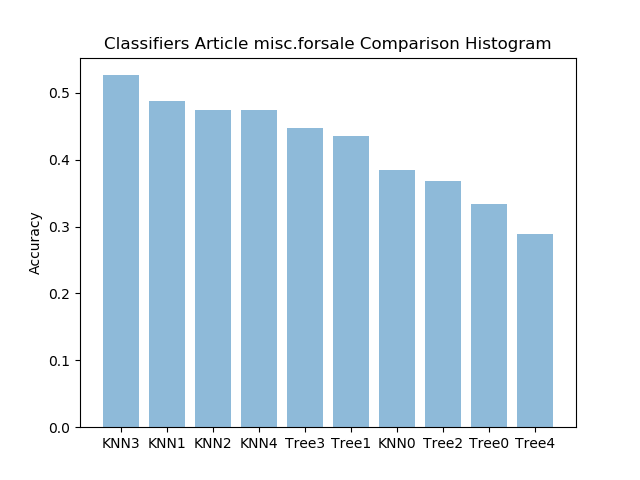 Classifiers Article misc.forsale Comparison Histogram
Accuracy
0.5
0.4
0.3
0.2
0.1
0.0
KNN3 KNN1 KNN2 KNN4 Tree3 Tree1 KNN0 Tree2 Tree0 Tree4